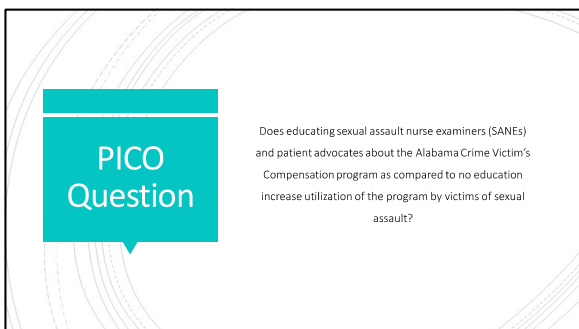 PICO
Question
Does educating sexual assault nurse examiners (SANEs)
and patient advocates about the Alabama Crime Victim's
Compensation program as compared to no education
increase utilization of the program by victims of sexual
assault?